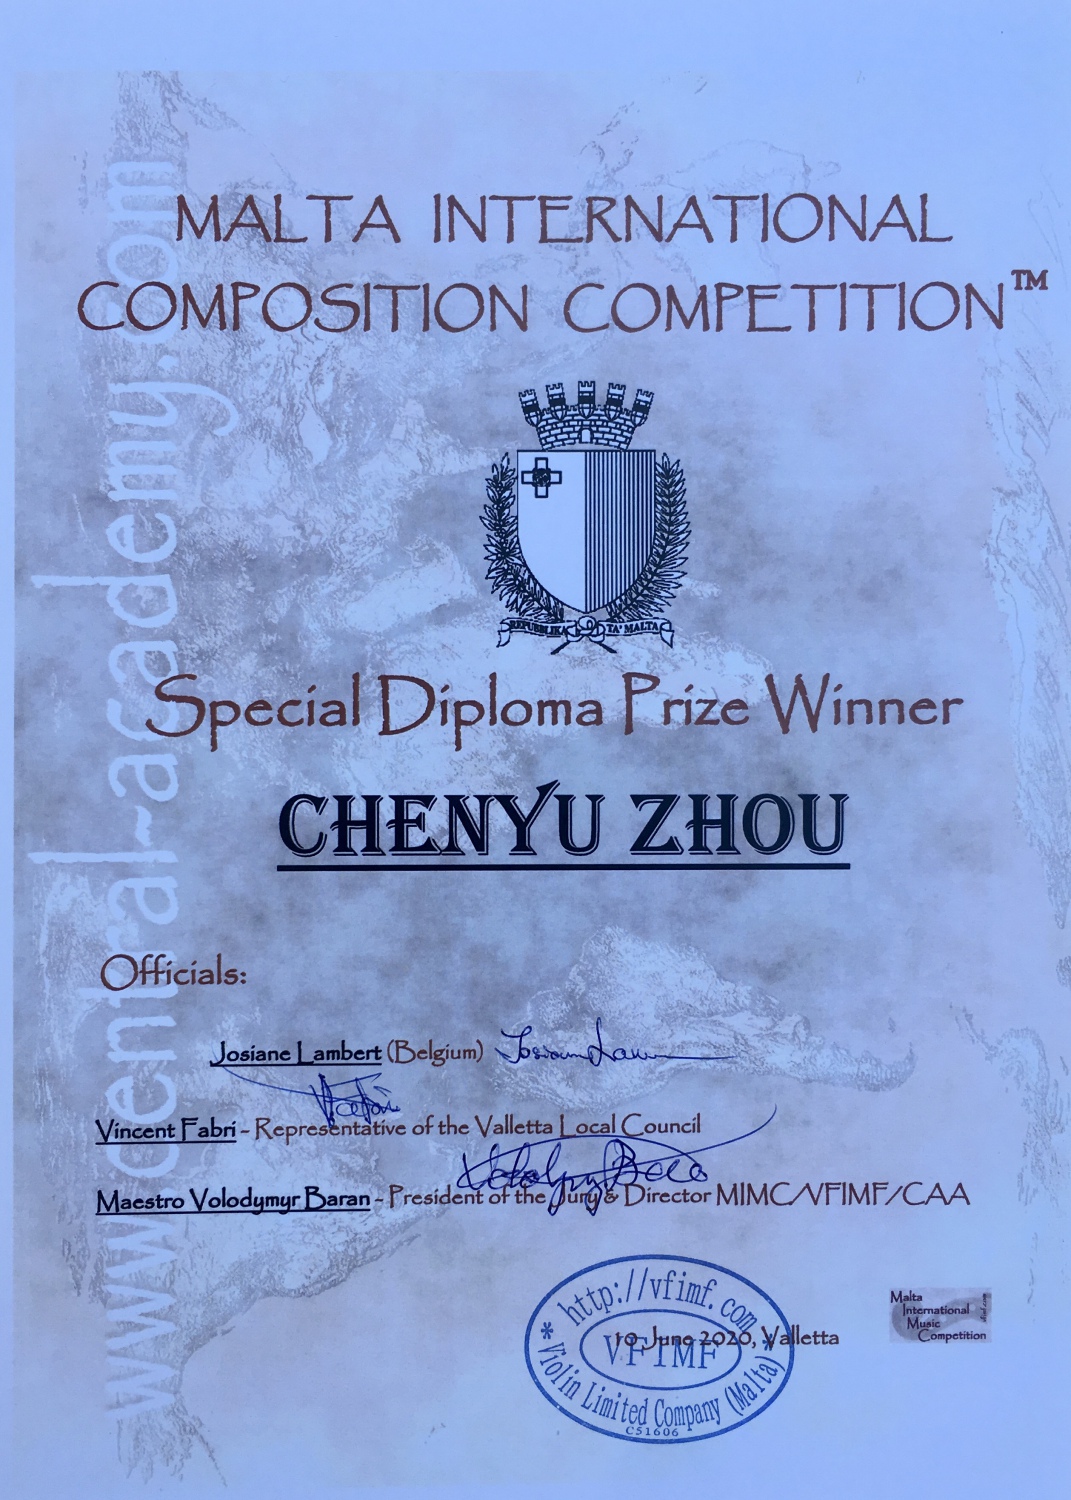 MALTA INTERNATIONAL
COMPOSITION COMPETITION™
REPUBBLIKA TA' MALTA
Special Diploma Prize Winner
CHENYU ZHOU
Officials:
Josiane Lambert (Belgium)
Vincent Fabri - Representative of the Valletta Local Council
Maestro Volodymyr Baran - President of the Jury & Director MIMC/VFIMF/CAA
10 June 2020, Valletta
http://vfimf.com
VFIMF
* Violin Limited Company (Malta) *
C51606
Malta
International
Music
Competition
www.central-academy.com